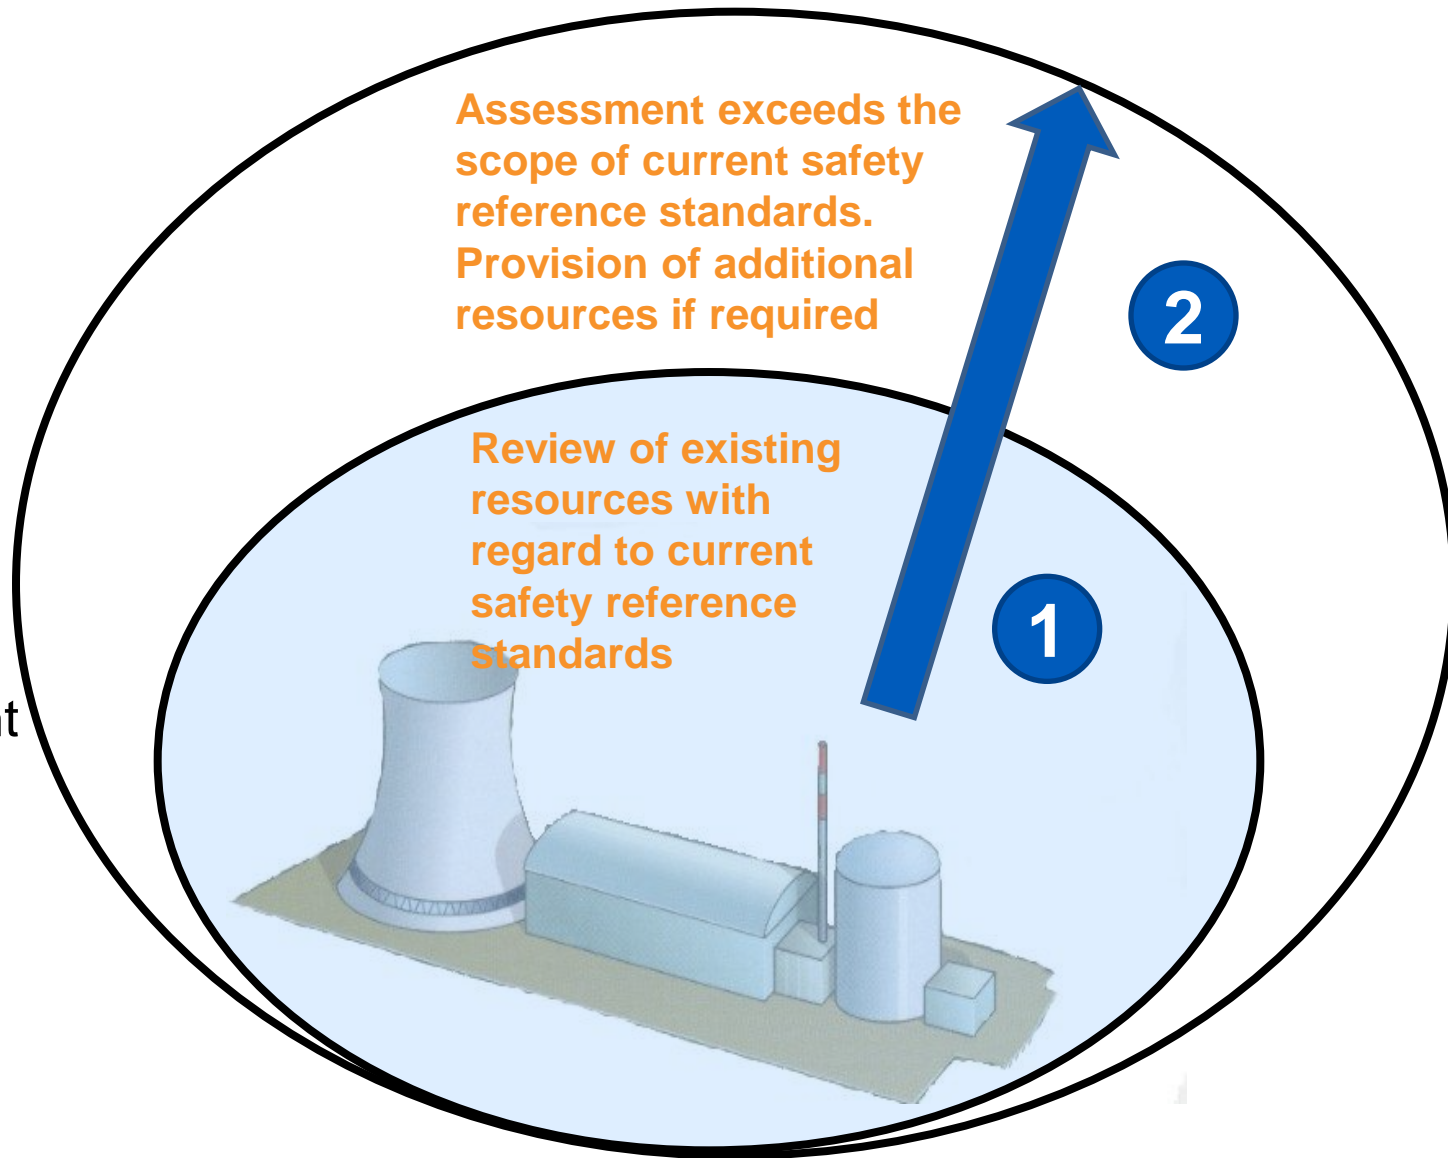 Assessment exceeds the
scope of current safety
reference standards.
Provision of additional
resources if required
2
Review of existing
resources with
regard to current
safety reference
standards
1